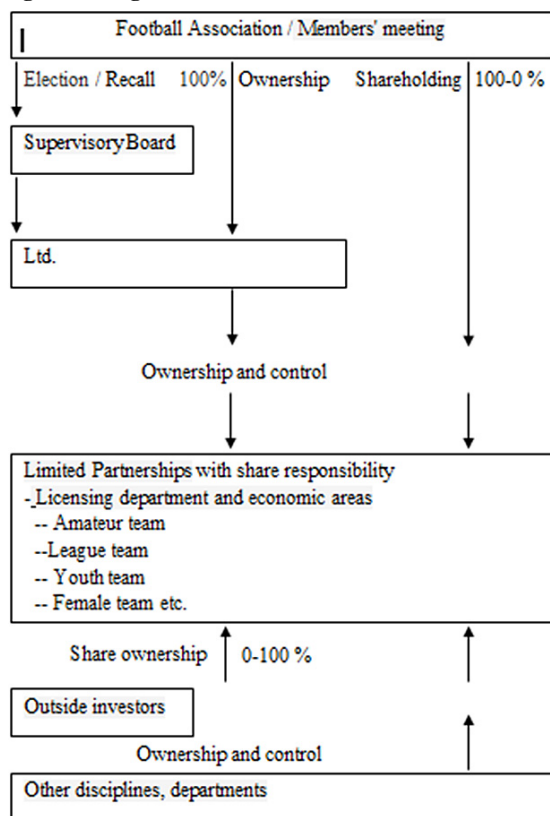 Football Association / Members' meeting
Election / Recall 100% Ownership Shareholding 100-0 %
Supervisory Board
Ltd.
Ownership and control
Limited Partnerships with share responsibility
- Licensing department and economic areas
-- Amateur team
--League team
-- Youth team
-- Female team etc.
Share ownership 0-100 %
Outside investors
Ownership and control
Other disciplines, departments